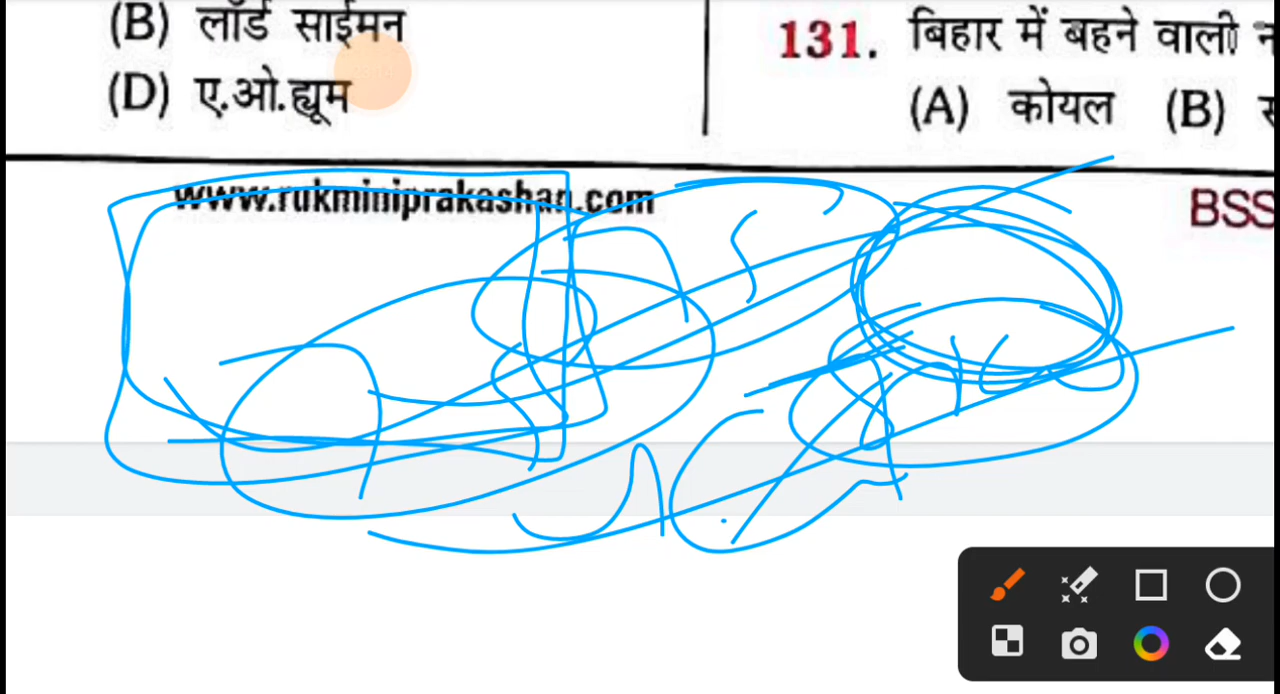 (B) लॉर्ड साईमन
(D) ए.ओ.ह्यूम
131. बिहार में बहने वाली
(A) कोयल (B)
www.rukminiprakashan.com
BSS